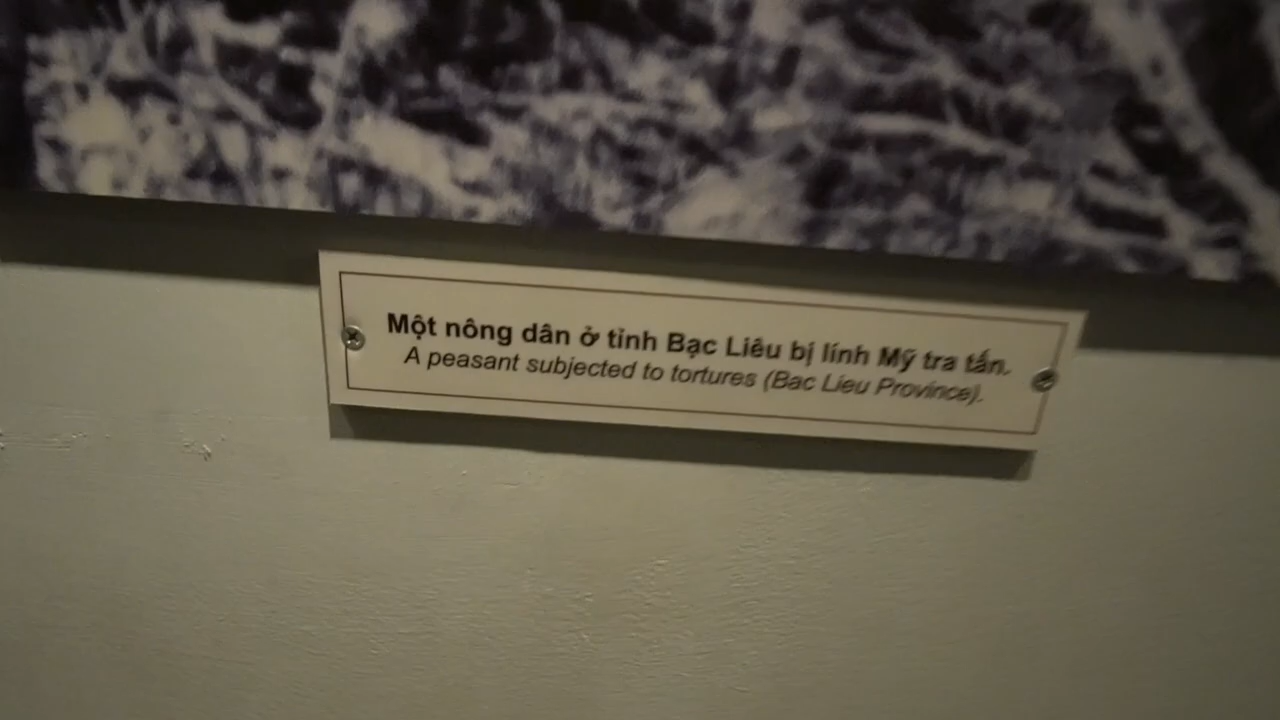 Một nông dân ở tỉnh Bạc Liêu bị lính Mỹ tra tấn.
A peasant subjected to tortures (Bac Lieu Province).